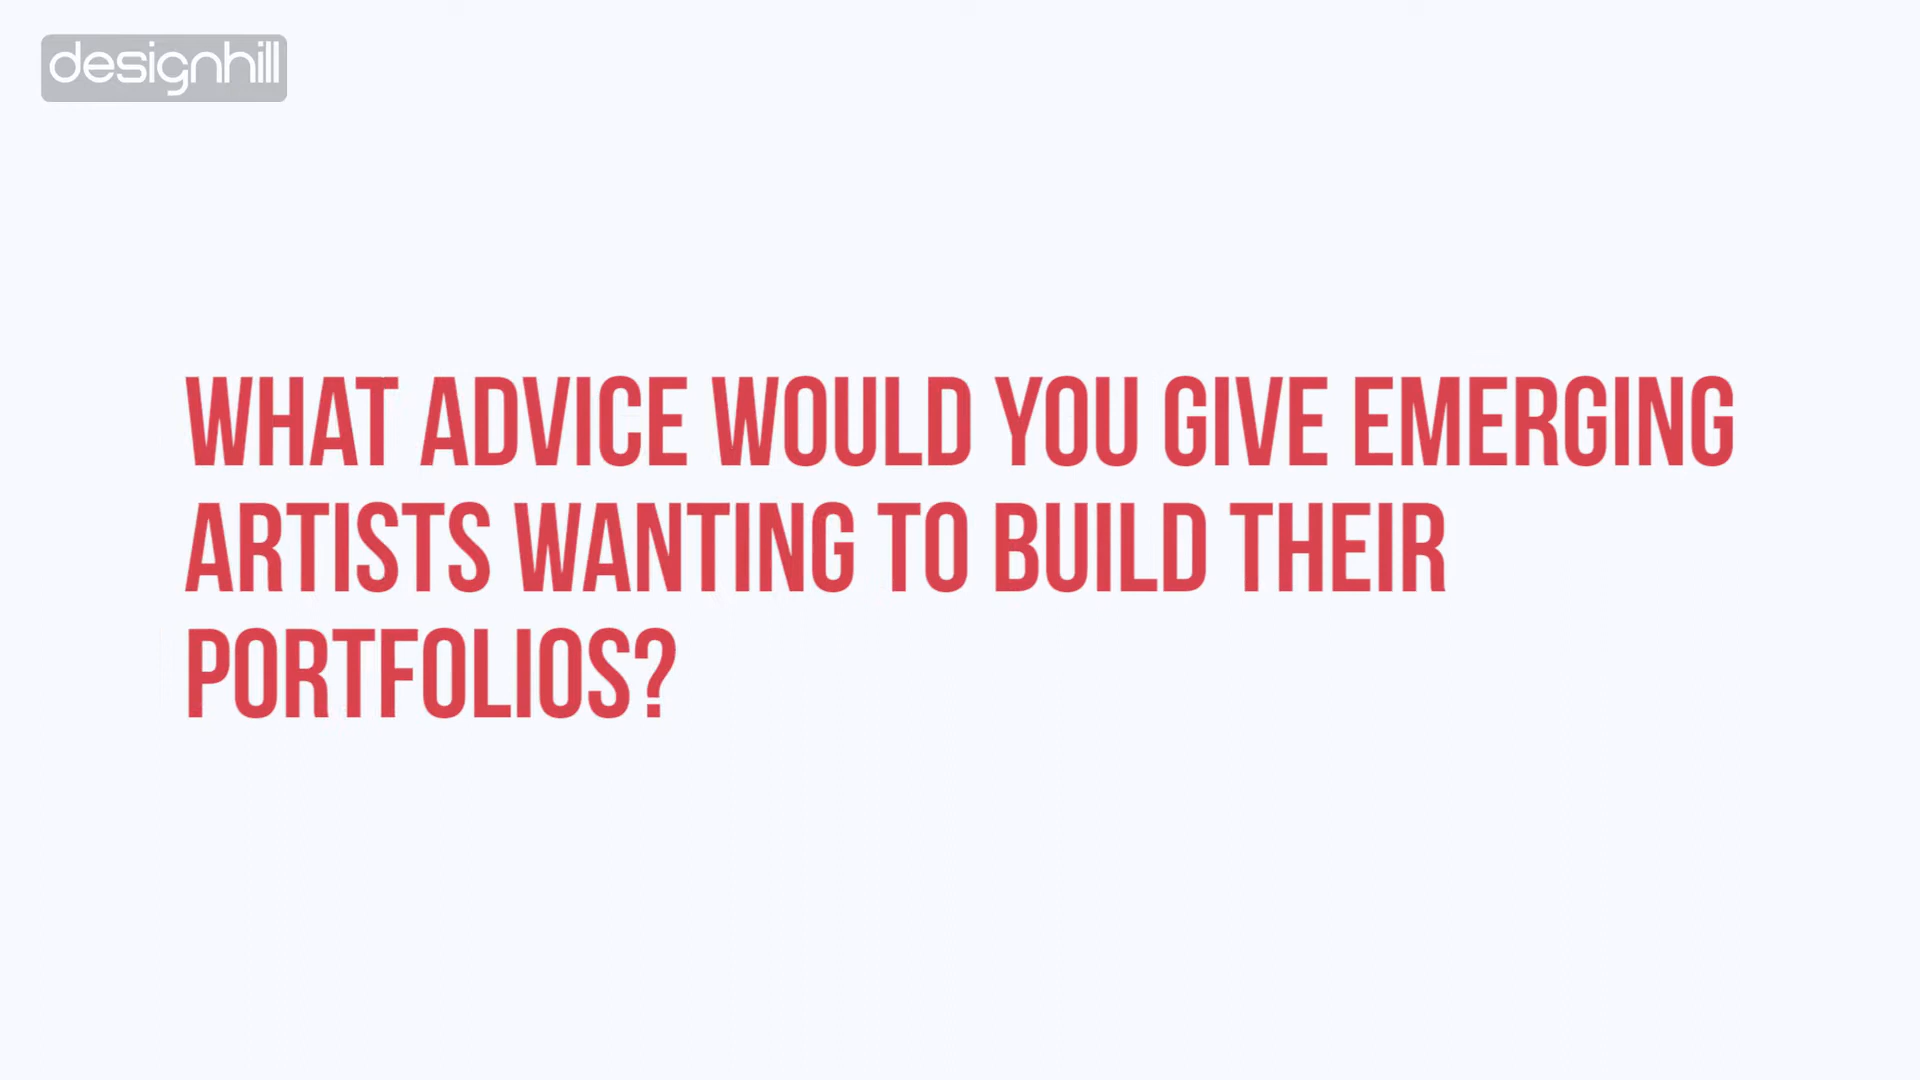 designhill
WHAT ADVICE WOULD YOU GIVE EMERGING
ARTISTS WANTING TO BUILD THEIR
PORTFOLIOS?